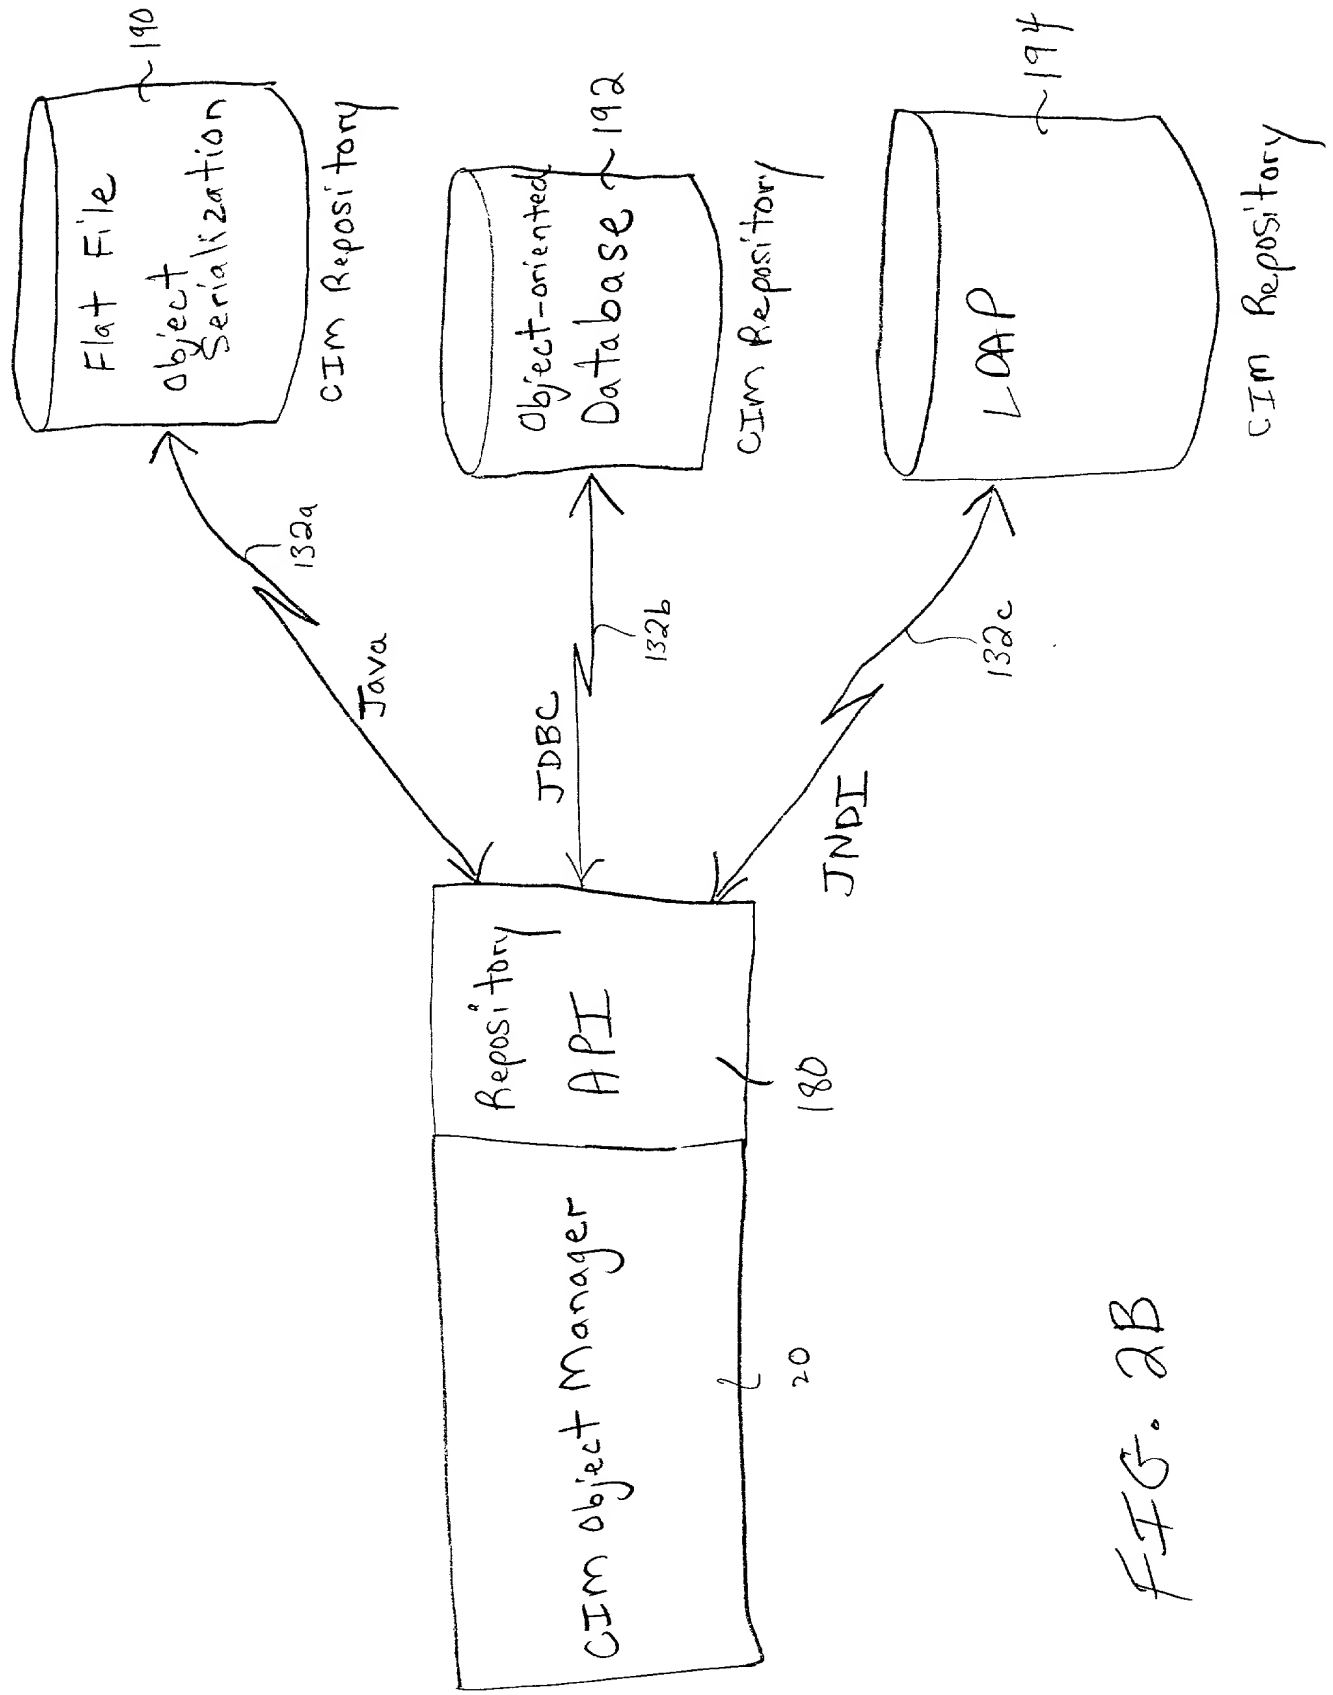 190
Flat File
Object
Serialization
CIM Repository
132a
Java
192
Object-oriented
Database
CIM Repository
132b
JDBC
194
LDAP
CIM Repository
132c
JNDI
Repository
API
180
CIM Object Manager
20
FIG. 2B